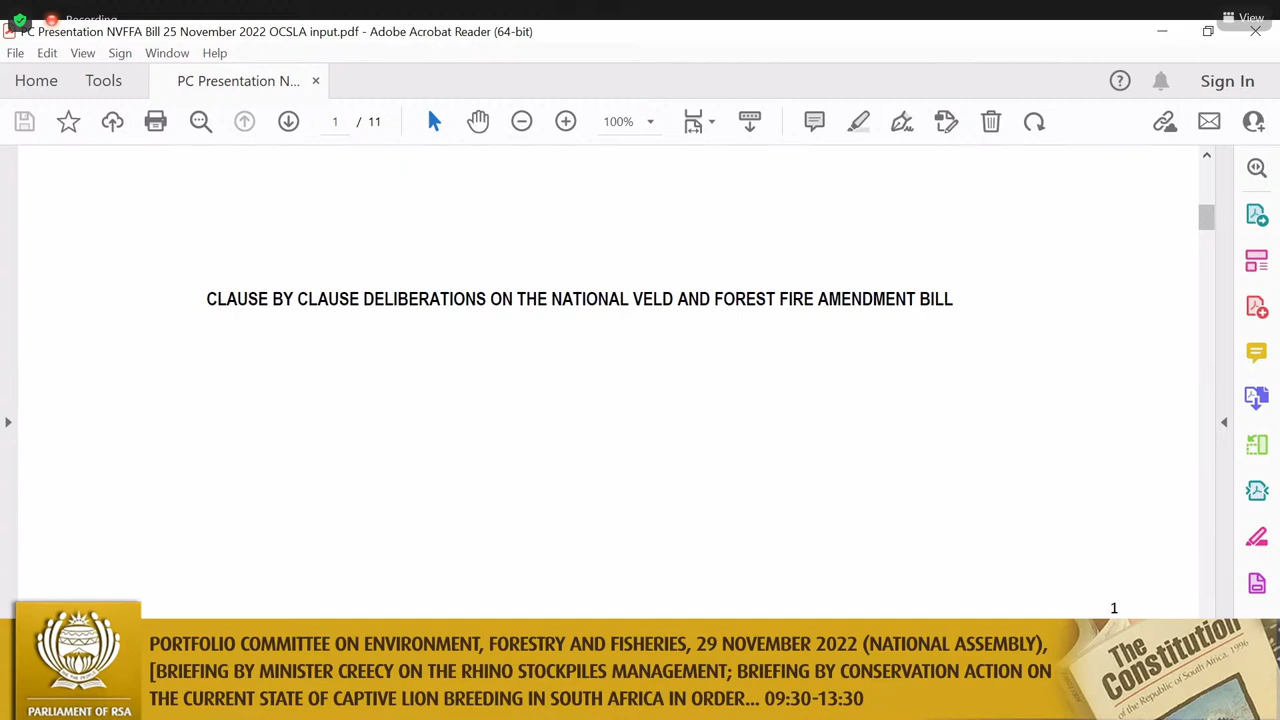 Recording
View
PC Presentation NVFFA Bill 25 November 2022 OCSLA input.pdf - Adobe Acrobat Reader (64-bit)
File Edit View Sign Window Help
Home Tools PC Presentation N... × Sign In
1 / 11 100%
CLAUSE BY CLAUSE DELIBERATIONS ON THE NATIONAL VELD AND FOREST FIRE AMENDMENT BILL
1
PORTFOLIO COMMITTEE ON ENVIRONMENT, FORESTRY AND FISHERIES, 29 NOVEMBER 2022 (NATIONAL ASSEMBLY),
[BRIEFING BY MINISTER CREECY ON THE RHINO STOCKPILES MANAGEMENT; BRIEFING BY CONSERVATION ACTION ON
THE CURRENT STATE OF CAPTIVE LION BREEDING IN SOUTH AFRICA IN ORDER... 09:30-13:30
PARLIAMENT OF RSA
The
Constitution
of the Republic of South Africa, 1996